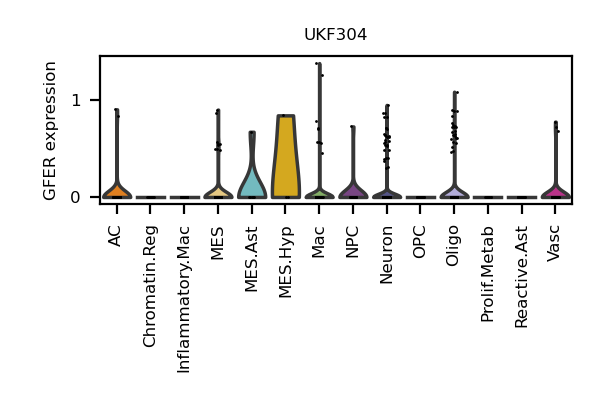 UKF304
GFER expression
1
0
AC
Chromatin.Reg
Inflammatory.Mac
MES
MES.Ast
MES.Hyp
Mac
NPC
Neuron
OPC
Oligo
Prolif.Metab
Reactive.Ast
Vasc